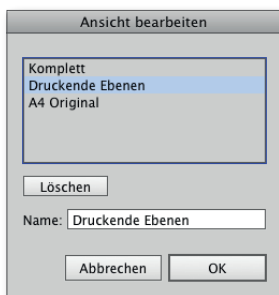 Ansicht bearbeiten
Komplett
Druckende Ebenen
A4 Original
Löschen
Name: Druckende Ebenen
Abbrechen OK